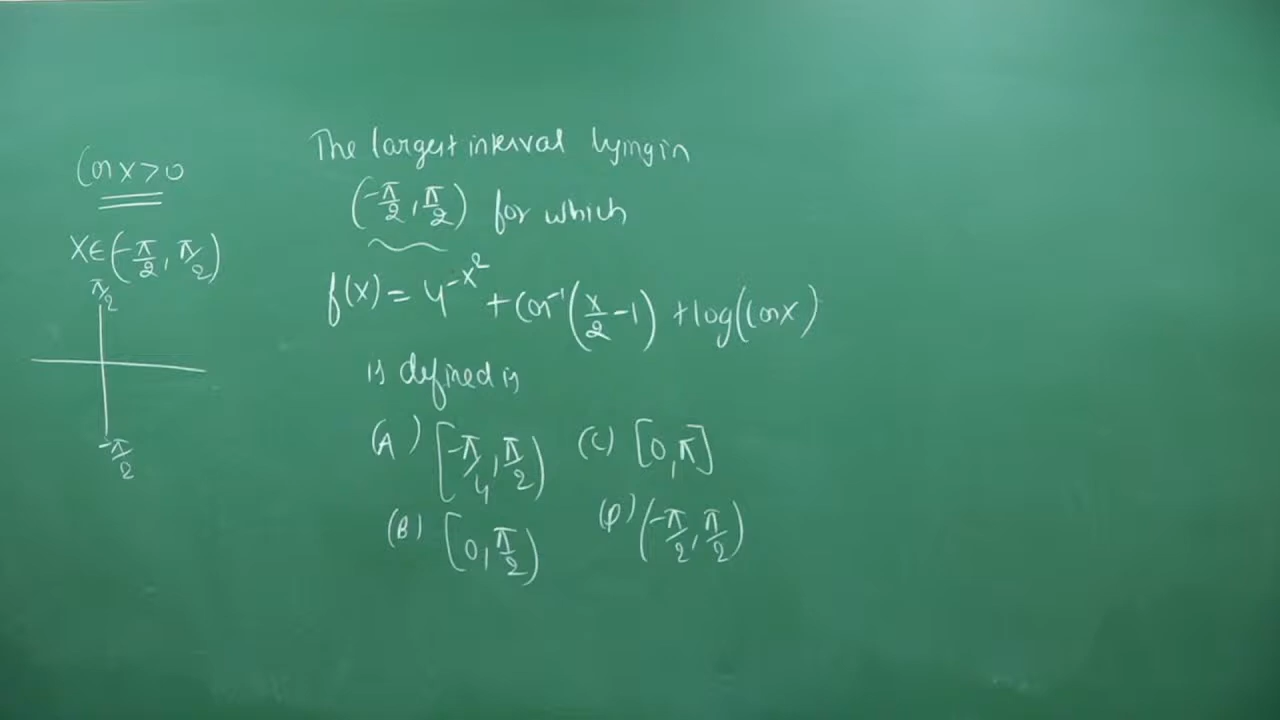 Cos x > 0
x ∈ (-π/2, π/2)
π/2
-π/2
The largest interval lying in
(-π/2, π/2) for which
f(x) = 4^{-x^2} + Cos^{-1}(x/2 - 1) + log(Cos x)
is defined is
(A) [-π/4, π/2) (C) [0, π]
(B) [0, π/2) (D) (-π/2, π/2)